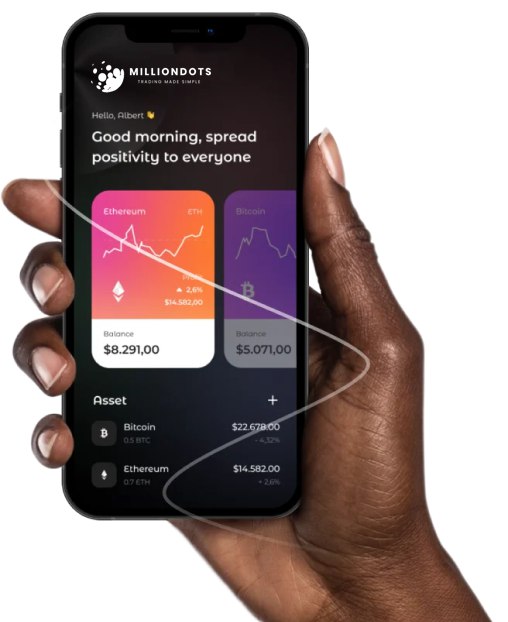 MILLIONDOTS
TRADING MADE SIMPLE
Hello, Albert 👋
Good morning, spread
positivity to everyone
Ethereum ETH
Profit
2,6%
$14.582,00
Balance
$8.291,00
Bitcoin
Balance
$5.071,00
Asset +
Bitcoin $22.678.00
0.5 BTC - 4,32%
Ethereum $14.582.00
0.7 ETH + 2,6%